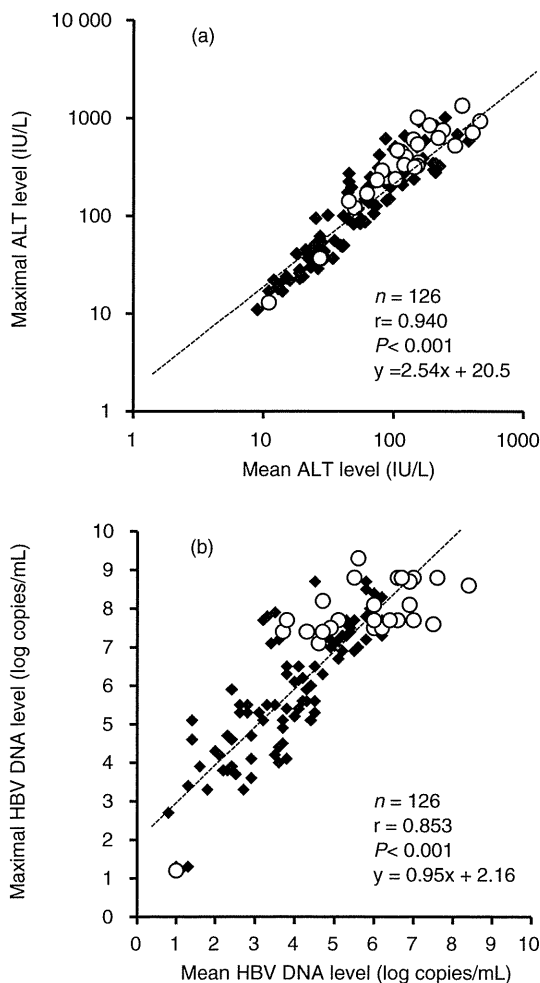 (a)
Maximal ALT level (IU/L)
10 000
1000
100
10
1
n = 126
r= 0.940
P< 0.001
y =2.54x + 20.5
1 10 100 1000
Mean ALT level (IU/L)
(b)
Maximal HBV DNA level (log copies/mL)
10
9
8
7
6
5
4
3
2
1
0
n = 126
r = 0.853
P< 0.001
y = 0.95x + 2.16
0 1 2 3 4 5 6 7 8 9 10
Mean HBV DNA level (log copies/mL)